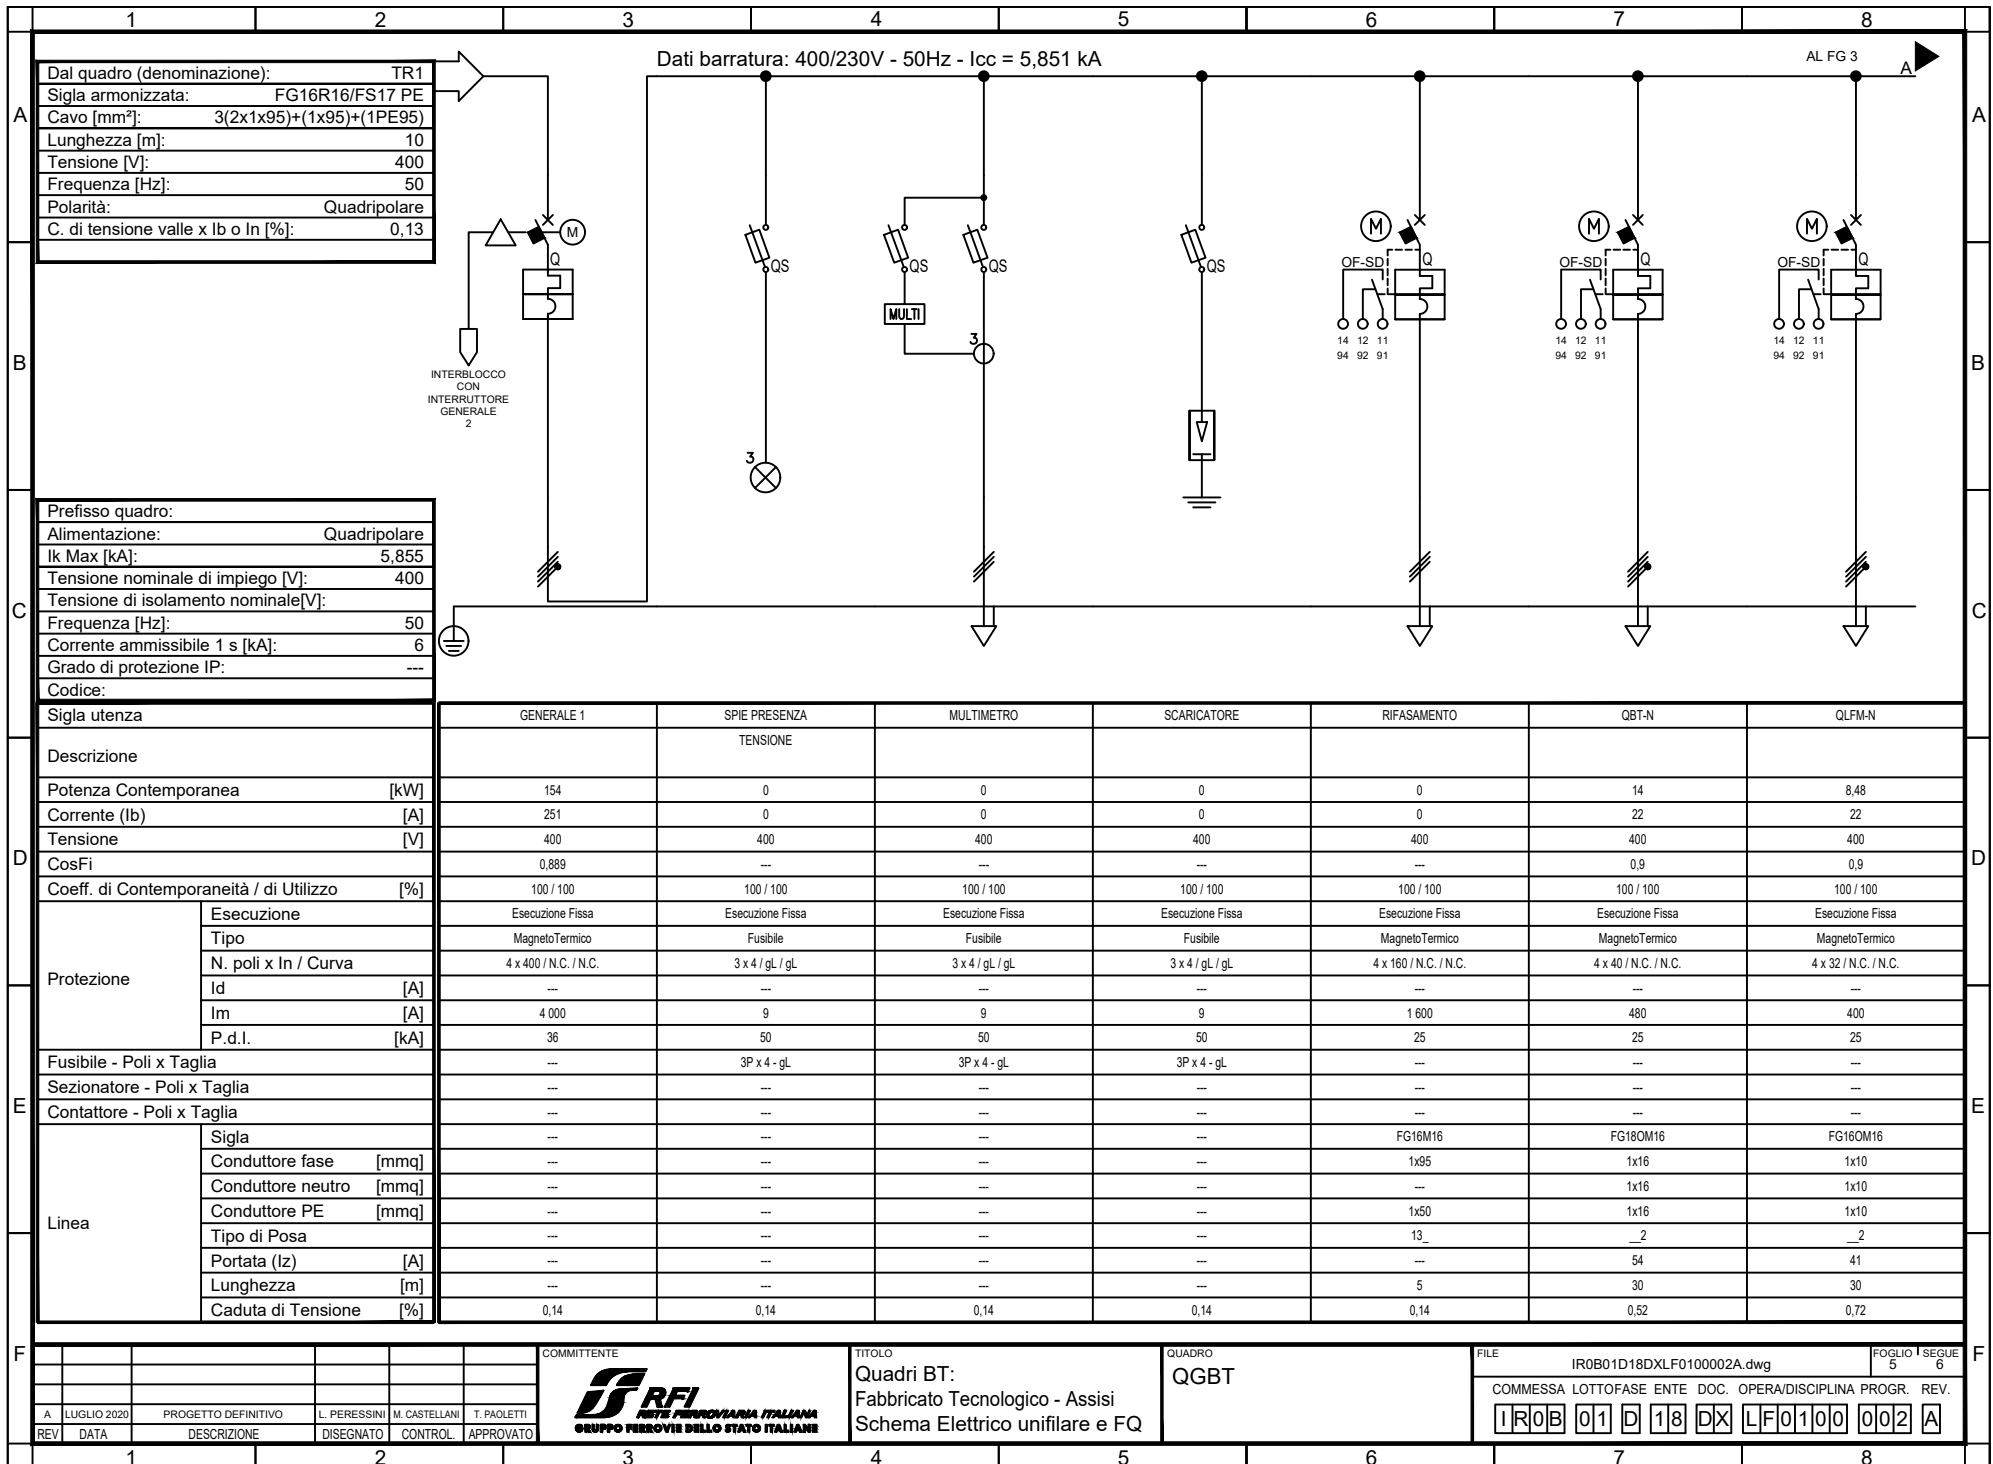 1 2 3 4 5 6 7 8
A
B
C
D
E
F
Dati barratura: 400/230V - 50Hz - Icc = 5,851 kA
AL FG 3
A
Dal quadro (denominazione): TR1
Sigla armonizzata: FG16R16/FS17 PE
Cavo [mm²]: 3(2x1x95)+(1x95)+(1PE95)
Lunghezza [m]: 10
Tensione [V]: 400
Frequenza [Hz]: 50
Polarità: Quadripolare
C. di tensione valle x Ib o In [%]: 0,13
M
Q
INTERBLOCCO
CON
INTERRUTTORE
GENERALE
2
QS
3
QS QS
MULTI
3
QS
M
OF-SD Q
14 12 11
94 92 91
M
OF-SD Q
14 12 11
94 92 91
M
OF-SD Q
14 12 11
94 92 91
Prefisso quadro:
Alimentazione: Quadripolare
Ik Max [kA]: 5,855
Tensione nominale di impiego [V]: 400
Tensione di isolamento nominale[V]:
Frequenza [Hz]: 50
Corrente ammissibile 1 s [kA]: 6
Grado di protezione IP: ---
Codice:
Sigla utenza GENERALE 1 SPIE PRESENZA MULTIMETRO SCARICATORE RIFASAMENTO QBT-N QLFM-N
Descrizione TENSIONE
Potenza Contemporanea [kW] 154 0 0 0 0 14 8,48
Corrente (Ib) [A] 251 0 0 0 0 22 22
Tensione [V] 400 400 400 400 400 400 400
CosFi 0,889 --- --- --- --- 0,9 0,9
Coeff. di Contemporaneità / di Utilizzo [%] 100 / 100 100 / 100 100 / 100 100 / 100 100 / 100 100 / 100 100 / 100
Protezione
Esecuzione Esecuzione Fissa Esecuzione Fissa Esecuzione Fissa Esecuzione Fissa Esecuzione Fissa Esecuzione Fissa Esecuzione Fissa
Tipo MagnetoTermico Fusibile Fusibile Fusibile MagnetoTermico MagnetoTermico MagnetoTermico
N. poli x In / Curva 4 x 400 / N.C. / N.C. 3 x 4 / gL / gL 3 x 4 / gL / gL 3 x 4 / gL / gL 4 x 160 / N.C. / N.C. 4 x 40 / N.C. / N.C. 4 x 32 / N.C. / N.C.
Id [A] --- --- --- --- --- --- ---
Im [A] 4 000 9 9 9 1 600 480 400
P.d.I. [kA] 36 50 50 50 25 25 25
Fusibile - Poli x Taglia --- 3P x 4 - gL 3P x 4 - gL 3P x 4 - gL --- --- ---
Sezionatore - Poli x Taglia --- --- --- --- --- --- ---
Contattore - Poli x Taglia --- --- --- --- --- --- ---
Linea
Sigla --- --- --- --- FG16M16 FG18OM16 FG16OM16
Conduttore fase [mmq] --- --- --- --- 1x95 1x16 1x10
Conduttore neutro [mmq] --- --- --- --- --- 1x16 1x10
Conduttore PE [mmq] --- --- --- --- 1x50 1x16 1x10
Tipo di Posa --- --- --- --- 13_ __2 __2
Portata (Iz) [A] --- --- --- --- --- 54 41
Lunghezza [m] --- --- --- --- 5 30 30
Caduta di Tensione [%] 0,14 0,14 0,14 0,14 0,14 0,52 0,72
A LUGLIO 2020 PROGETTO DEFINITIVO L. PERESSINI M. CASTELLANI T. PAOLETTI
REV DATA DESCRIZIONE DISEGNATO CONTROL. APPROVATO
COMMITTENTE
RFI
RETE FERROVIARIA ITALIANA
GRUPPO FERROVIE DELLO STATO ITALIANE
TITOLO
Quadri BT:
Fabbricato Tecnologico - Assisi
Schema Elettrico unifilare e FQ
QUADRO
QGBT
FILE
IR0B01D18DXLF0100002A.dwg
FOGLIO SEGUE
5 6
COMMESSA LOTTO FASE ENTE DOC. OPERA/DISCIPLINA PROGR. REV.
IR0B 01 D 18 DX LF0100 002 A
A
B
C
D
E
F
1 2 3 4 5 6 7 8